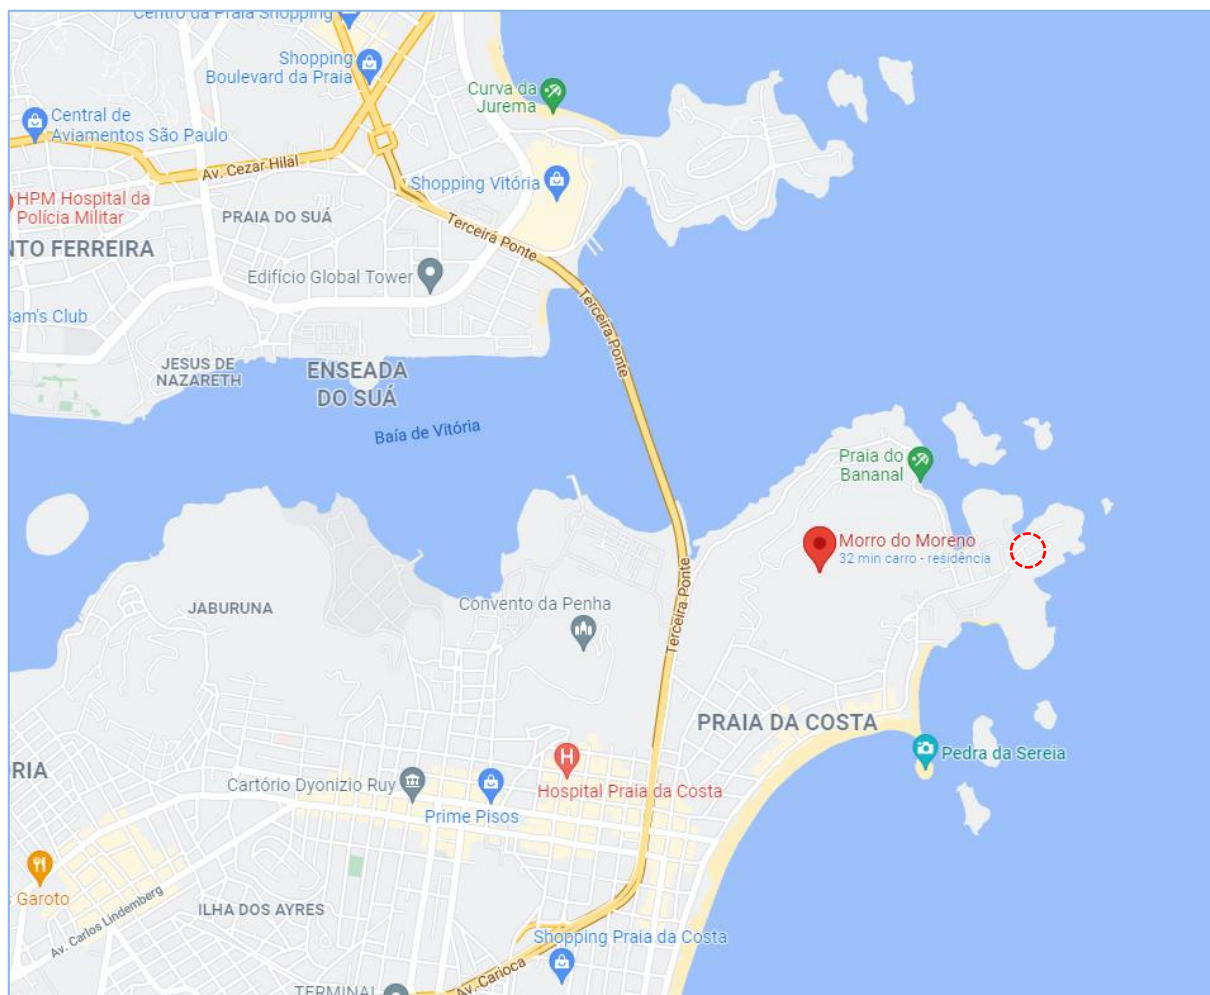 Centro da Praia Shopping
Shopping
Boulevard da Praia
Curva da
Jurema
Central de
Aviamentos São Paulo
Av. Cezar Hilal
Shopping Vitória
HPM Hospital da
Polícia Militar
PRAIA DO SUÁ
Terceira Ponte
NTO FERREIRA
Edifício Global Tower
Terceira Ponte
Sam's Club
JESUS DE
NAZARETH
ENSEADA
DO SUÁ
Baía de Vitória
Praia do
Bananal
Morro do Moreno
32 min carro - residência
Terceira Ponte
Convento da Penha
JABURUNA
PRAIA DA COSTA
Pedra da Sereia
ÓRIA
H
Cartório Dyonizio Ruy
Hospital Praia da Costa
Prime Pisos
Garoto
Av. Carlos Lindemberg
ILHA DOS AYRES
Shopping Praia da Costa
Av. Carioca
TERMINAL